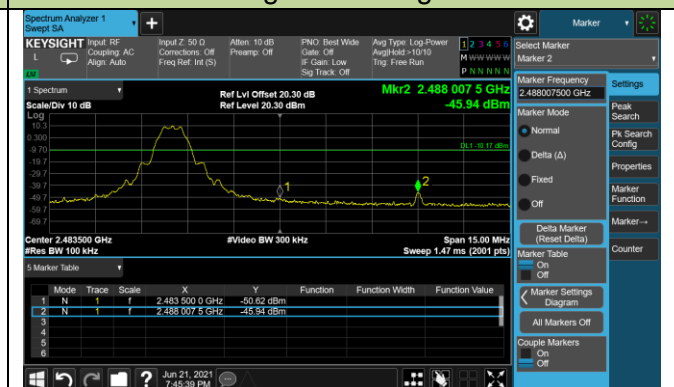 Spectrum Analyzer 1
Swept SA
Marker
KEYSIGHT Input: RF Input Z: 50 Ω Atten: 10 dB PNO: Best Wide Avg Type: Log-Power 1 2 3 4 5 6
L Coupling: AC Corrections: Off Preamp: Off Gate: Off Avg|Hold:>10/10 M W W W W W
Align: Auto Freq Ref: Int (S) IF Gain: Low Trig: Free Run
Sig Track: Off P N N N N N
Select Marker
Marker 2
1 Spectrum
Scale/Div 10 dB
Ref Lvl Offset 20.30 dB
Ref Level 20.30 dBm
Mkr2 2.488 007 5 GHz
-45.94 dBm
Log
10.3
0.300
-9.70
-19.7
-29.7
-39.7
-49.7
-59.7
-69.7
DL1 -10.17 dBm
1
2
Center 2.483500 GHz #Video BW 300 kHz Span 15.00 MHz
#Res BW 100 kHz Sweep 1.47 ms (2001 pts)
5 Marker Table
Mode Trace Scale X Y Function Function Width Function Value
1 N 1 f 2.483 500 0 GHz -50.62 dBm
2 N 1 f 2.488 007 5 GHz -45.94 dBm
3
4
5
6
Jun 21, 2021
7:45:39 PM
Marker Frequency
2.488007500 GHz
Marker Mode
Normal
Delta (Δ)
Fixed
Off
Delta Marker
(Reset Delta)
Marker Table
On
Off
Marker Settings
Diagram
All Markers Off
Couple Markers
On
Off
Settings
Peak
Search
Pk Search
Config
Properties
Marker
Function
Marker→
Counter